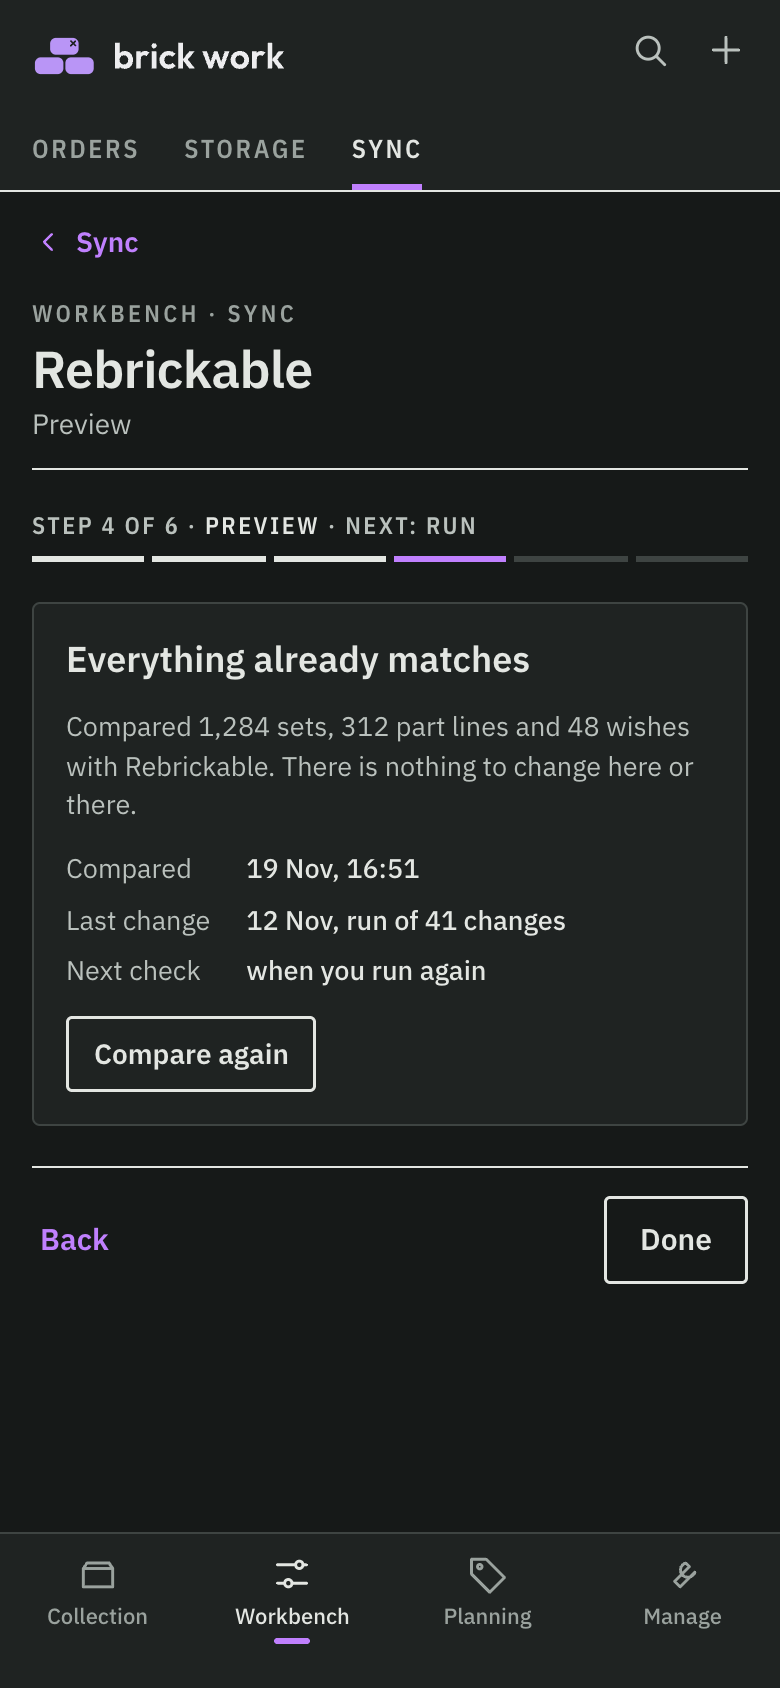 brick work
ORDERS STORAGE SYNC
Sync
WORKBENCH · SYNC
Rebrickable
Preview
STEP 4 OF 6 · PREVIEW · NEXT: RUN
Everything already matches
Compared 1,284 sets, 312 part lines and 48 wishes
with Rebrickable. There is nothing to change here or
there.
Compared 19 Nov, 16:51
Last change 12 Nov, run of 41 changes
Next check when you run again
Compare again
Back Done
Collection Workbench Planning Manage